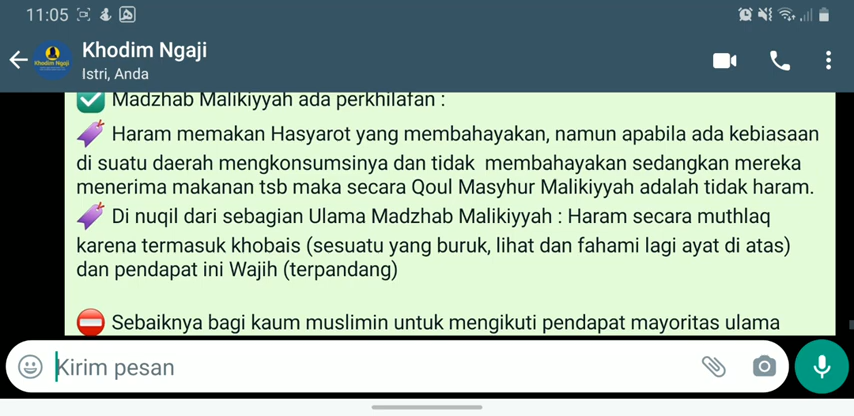 11:05
Khodim Ngaji
Khodim Ngaji
Istri, Anda
Madzhab Malikiyyah ada perkhilafan :
Haram memakan Hasyarot yang membahayakan, namun apabila ada kebiasaan
di suatu daerah mengkonsumsinya dan tidak membahayakan sedangkan mereka
menerima makanan tsb maka secara Qoul Masyhur Malikiyyah adalah tidak haram.
Di nuqil dari sebagian Ulama Madzhab Malikiyyah : Haram secara muthlaq
karena termasuk khobais (sesuatu yang buruk, lihat dan fahami lagi ayat di atas)
dan pendapat ini Wajih (terpandang)
Sebaiknya bagi kaum muslimin untuk mengikuti pendapat mayoritas ulama
Kirim pesan